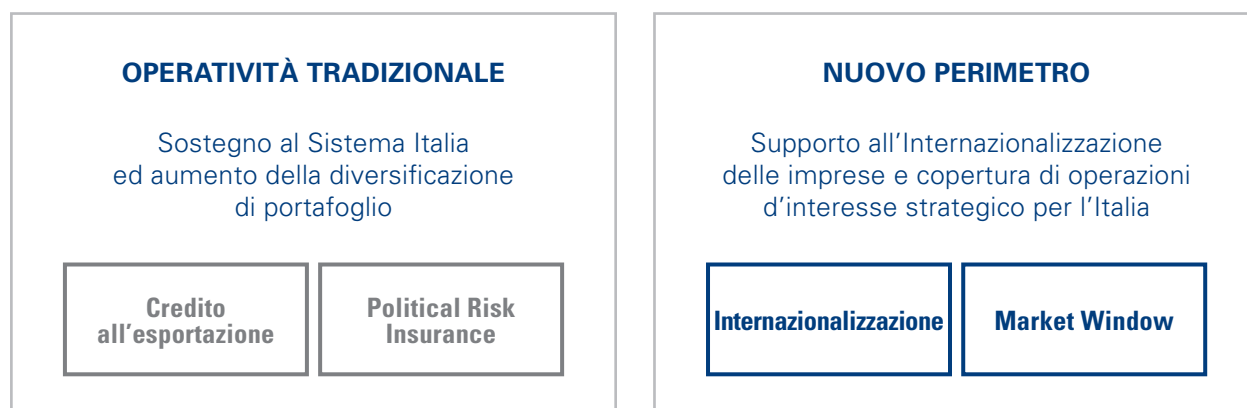 OPERATIVITÀ TRADIZIONALE
Sostegno al Sistema Italia
ed aumento della diversificazione
di portafoglio
Credito
all'esportazione
Political Risk
Insurance
NUOVO PERIMETRO
Supporto all'Internazionalizzazione
delle imprese e copertura di operazioni
d'interesse strategico per l'Italia
Internazionalizzazione
Market Window